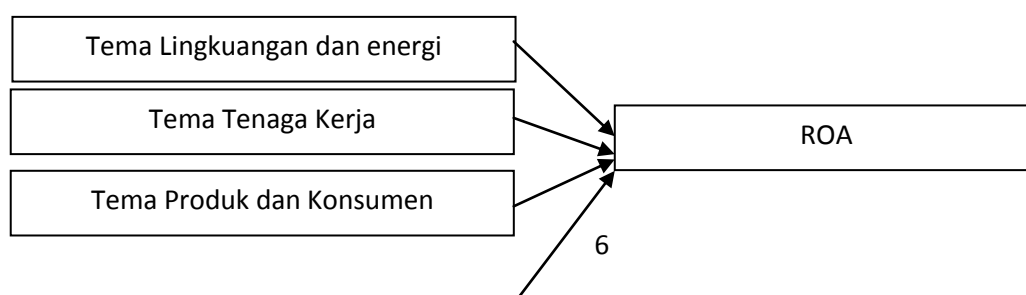 Tema Lingkuangan dan energi
Tema Tenaga Kerja
ROA
Tema Produk dan Konsumen
6